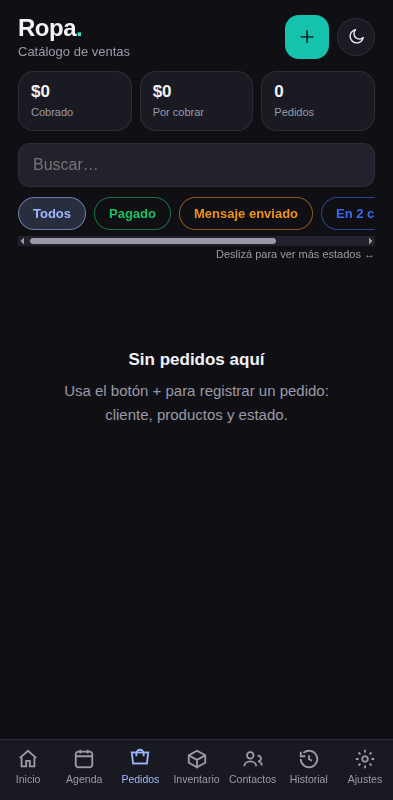 Ropa.
Catálogo de ventas
$0
Cobrado
$0
Por cobrar
0
Pedidos
Buscar…
Todos
Pagado
Mensaje enviado
En 2 c
Deslizá para ver más estados ↔
Sin pedidos aquí
Usa el botón + para registrar un pedido:
cliente, productos y estado.
Inicio
Agenda
Pedidos
Inventario
Contactos
Historial
Ajustes